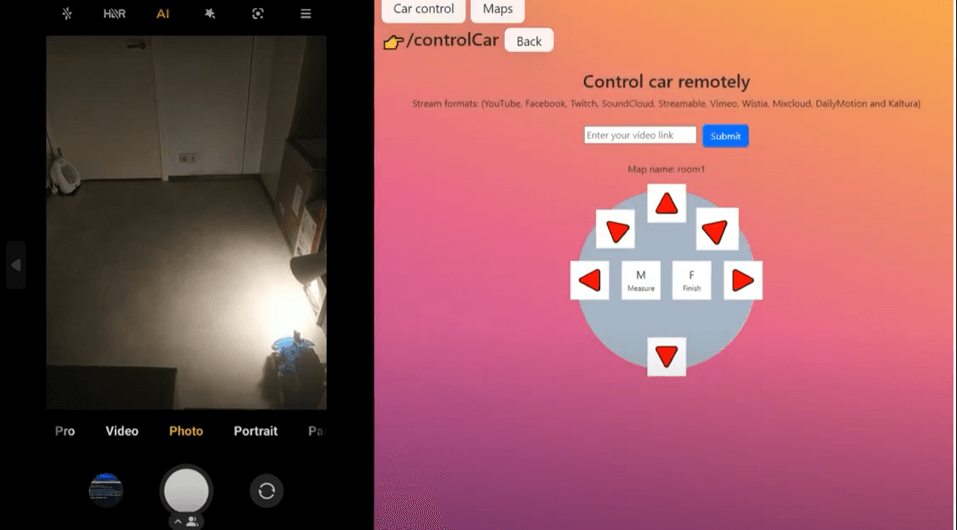 HDR AI
Pro Video Photo Portrait Pa
Car control Maps
/controlCar Back
Control car remotely
Stream formats: (YouTube, Facebook, Twitch, SoundCloud, Streamable, Vimeo, Wistia, Mixcloud, DailyMotion and Kaltura)
Enter your video link Submit
Map name: room1
M F
Measure Finish